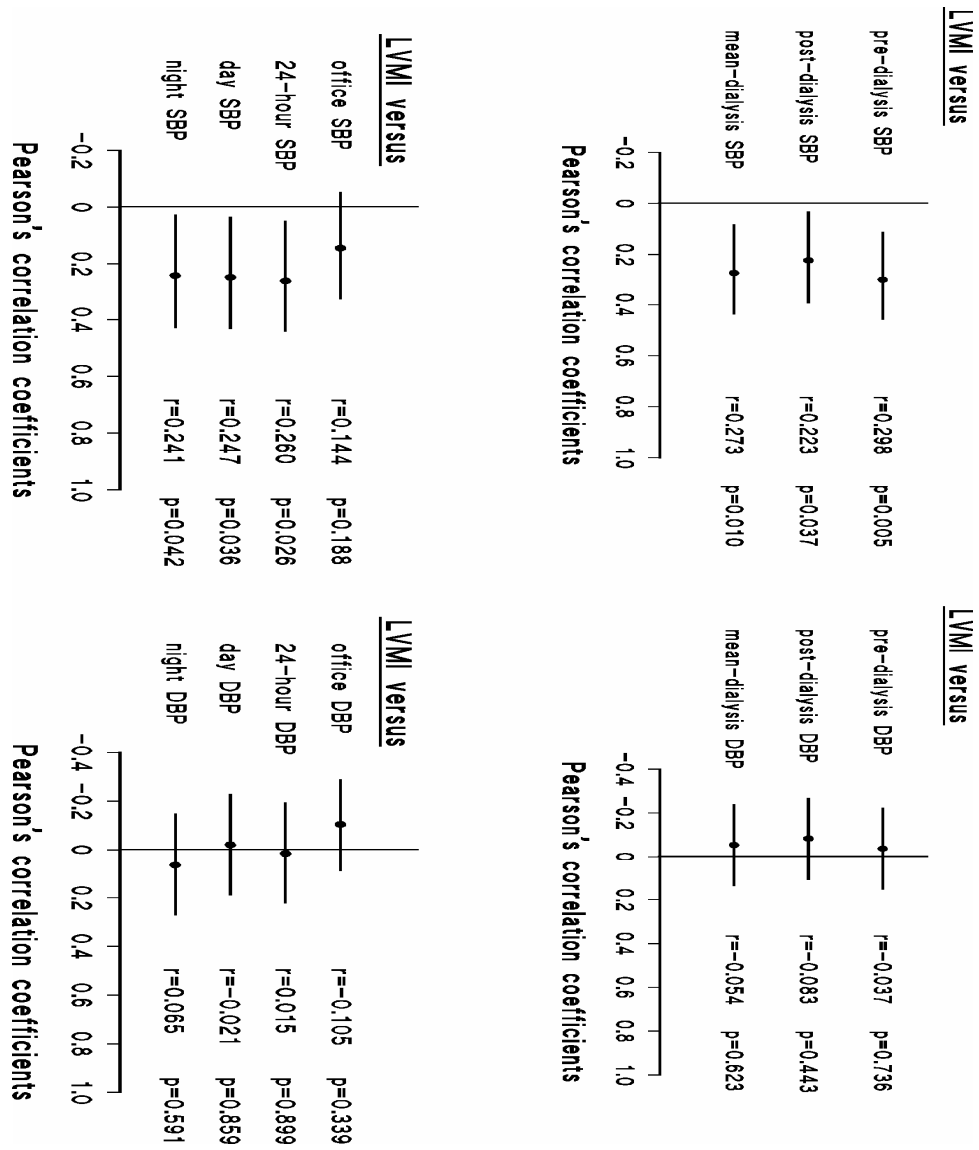 LVMI versus
pre-dialysis SBP r=0.298 p=0.005
post-dialysis SBP r=0.223 p=0.037
mean-dialysis SBP r=0.273 p=0.010
-0.2 0 0.2 0.4 0.6 0.8 1.0
Pearson's correlation coefficients
LVMI versus
pre-dialysis DBP r=-0.037 p=0.736
post-dialysis DBP r=-0.083 p=0.443
mean-dialysis DBP r=-0.054 p=0.623
-0.4 -0.2 0 0.2 0.4 0.6 0.8 1.0
Pearson's correlation coefficients
LVMI versus
office SBP r=0.144 p=0.188
24-hour SBP r=0.260 p=0.026
day SBP r=0.247 p=0.036
night SBP r=0.241 p=0.042
-0.2 0 0.2 0.4 0.6 0.8 1.0
Pearson's correlation coefficients
LVMI versus
office DBP r=-0.105 p=0.339
24-hour DBP r=0.015 p=0.899
day DBP r=-0.021 p=0.859
night DBP r=0.065 p=0.591
-0.4 -0.2 0 0.2 0.4 0.6 0.8 1.0
Pearson's correlation coefficients